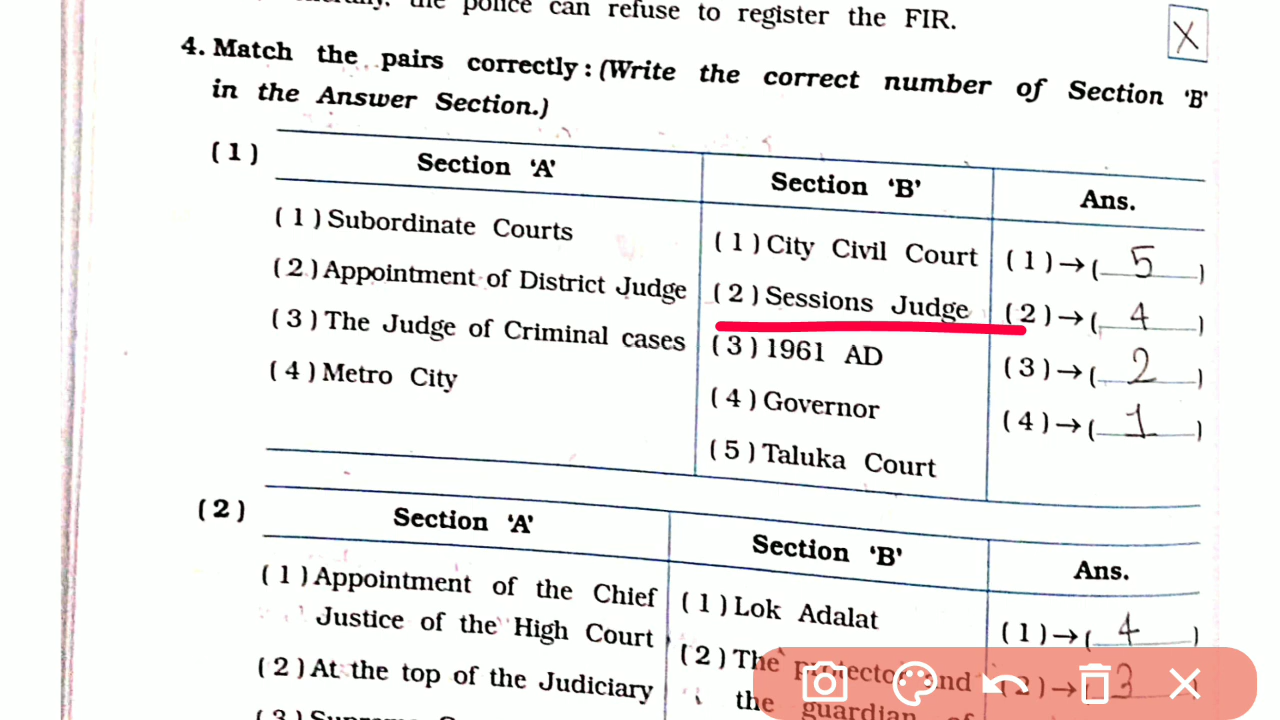 the police can refuse to register the FIR.
X
4. Match the pairs correctly : (Write the correct number of Section 'B'
in the Answer Section.)
(1) Section 'A' Section 'B' Ans.
(1) Subordinate Courts (1) City Civil Court (1)→( 5 )
(2) Appointment of District Judge (2) Sessions Judge (2)→( 4 )
(3) The Judge of Criminal cases (3) 1961 AD (3)→( 2 )
(4) Metro City (4) Governor (4)→( 1 )
(5) Taluka Court
(2) Section 'A' Section 'B' Ans.
(1) Appointment of the Chief (1) Lok Adalat (1)→( 4 )
Justice of the High Court
(2) At the top of the Judiciary (2) The protector and (2)→( 3 )
the guardian of